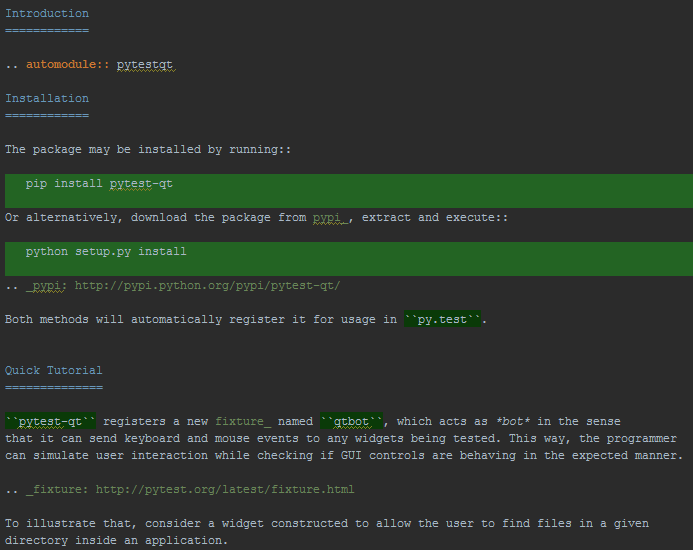 Introduction
============
.. automodule:: pytestqt
Installation
============
The package may be installed by running::
pip install pytest-qt
Or alternatively, download the package from pypi_, extract and execute::
python setup.py install
.. _pypi: http://pypi.python.org/pypi/pytest-qt/
Both methods will automatically register it for usage in ``py.test``.
Quick Tutorial
==============
``pytest-qt`` registers a new fixture_ named ``qtbot``, which acts as *bot* in the sense
that it can send keyboard and mouse events to any widgets being tested. This way, the programmer
can simulate user interaction while checking if GUI controls are behaving in the expected manner.
.. _fixture: http://pytest.org/latest/fixture.html
To illustrate that, consider a widget constructed to allow the user to find files in a given
directory inside an application.